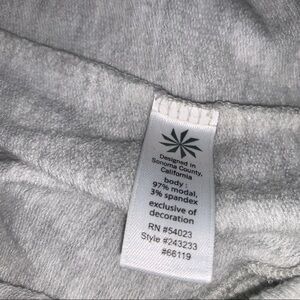 Designed in
Sonoma County,
California
body :
97% modal,
3% spandex
exclusive of
decoration
RN #54023
Style #243233
#66119